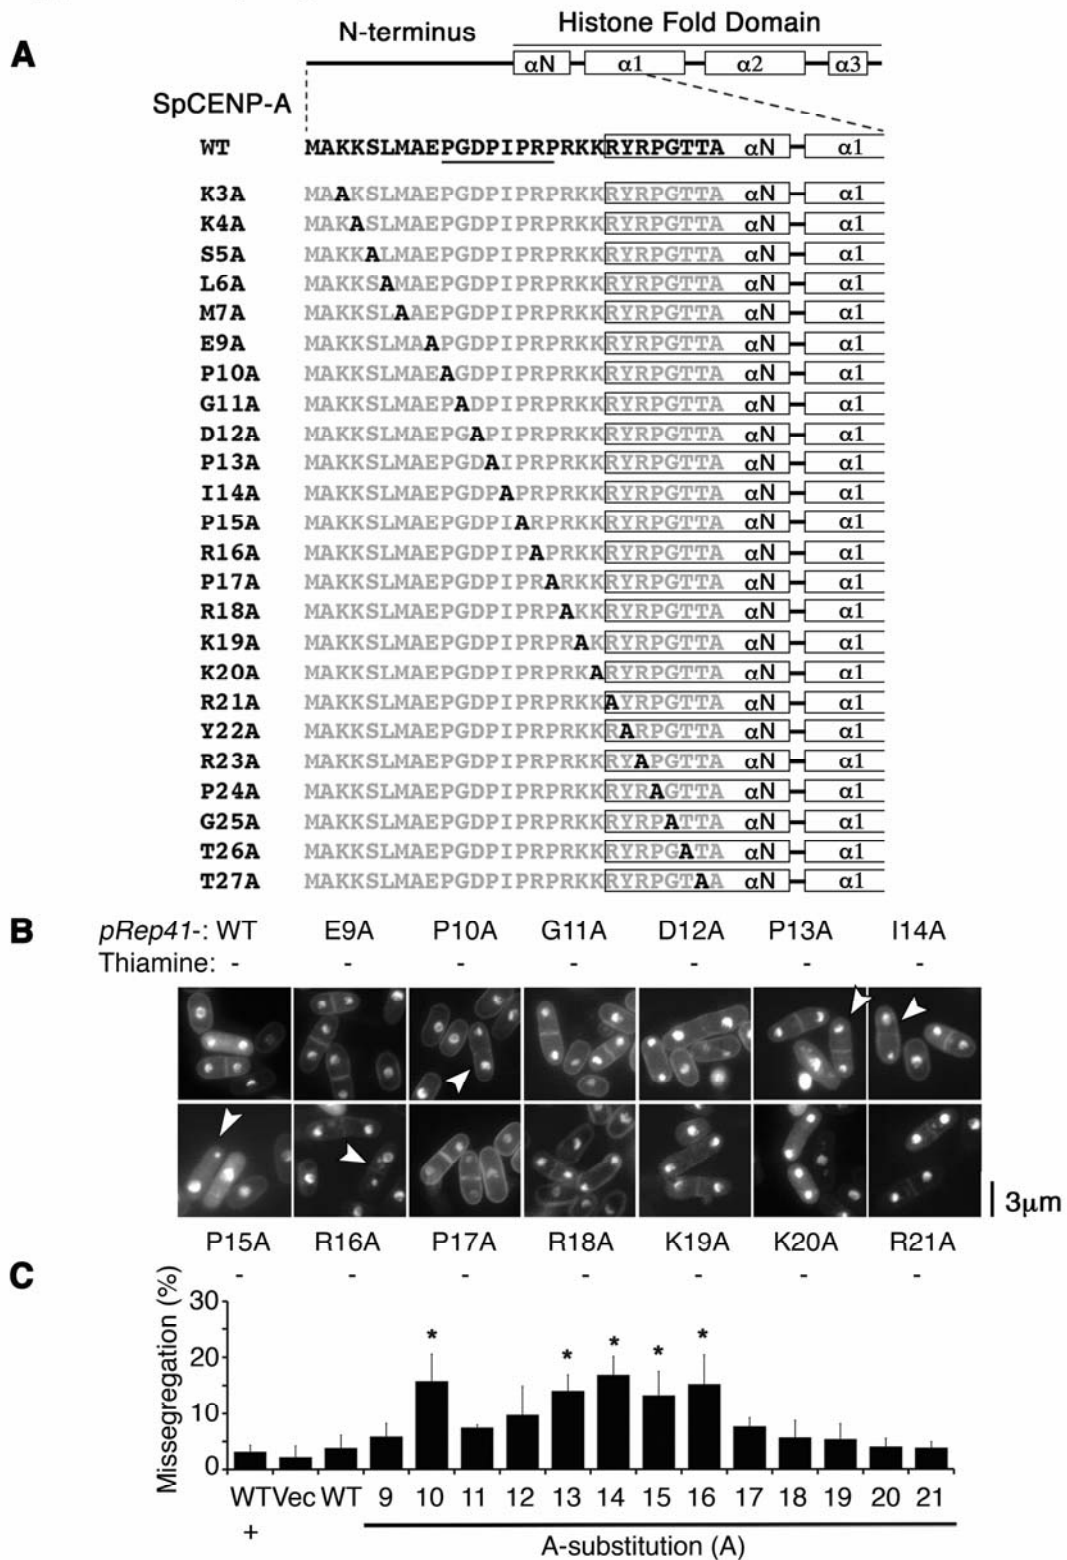 A
N-terminus
Histone Fold Domain
αN α1 α2 α3
SpCENP-A
WT MAKKSLMAEPGDPIPRPRKKRYRPGTTA αN α1
K3A MAAKSLMAEPGDPIPRPRKKRYRPGTTA αN α1
K4A MAKASLMAEPGDPIPRPRKKRYRPGTTA αN α1
S5A MAKKALMAEPGDPIPRPRKKRYRPGTTA αN α1
L6A MAKKSAMAEPGDPIPRPRKKRYRPGTTA αN α1
M7A MAKKSLAAEPGDPIPRPRKKRYRPGTTA αN α1
E9A MAKKSLMAAPGDPIPRPRKKRYRPGTTA αN α1
P10A MAKKSLMAEAGDPIPRPRKKRYRPGTTA αN α1
G11A MAKKSLMAEPADPIPRPRKKRYRPGTTA αN α1
D12A MAKKSLMAEPGAPIPRPRKKRYRPGTTA αN α1
P13A MAKKSLMAEPGDAIPRPRKKRYRPGTTA αN α1
I14A MAKKSLMAEPGDPAPRPRKKRYRPGTTA αN α1
P15A MAKKSLMAEPGDPIARPRKKRYRPGTTA αN α1
R16A MAKKSLMAEPGDPIPAPRKKRYRPGTTA αN α1
P17A MAKKSLMAEPGDPIPRARKKRYRPGTTA αN α1
R18A MAKKSLMAEPGDPIPRPAKKRYRPGTTA αN α1
K19A MAKKSLMAEPGDPIPRPRAKRYRPGTTA αN α1
K20A MAKKSLMAEPGDPIPRPRKARYRPGTTA αN α1
R21A MAKKSLMAEPGDPIPRPRKKAYRPGTTA αN α1
Y22A MAKKSLMAEPGDPIPRPRKKRARPGTTA αN α1
R23A MAKKSLMAEPGDPIPRPRKKRYAPGTTA αN α1
P24A MAKKSLMAEPGDPIPRPRKKRYRAGTTA αN α1
G25A MAKKSLMAEPGDPIPRPRKKRYRPATTA αN α1
T26A MAKKSLMAEPGDPIPRPRKKRYRPGATA αN α1
T27A MAKKSLMAEPGDPIPRPRKKRYRPGTAA αN α1
B
pRep41-: WT E9A P10A G11A D12A P13A I14A
Thiamine: - - - - - - -
3μm
P15A R16A P17A R18A K19A K20A R21A
- - - - - - -
C
Missegregation (%)
30
20
10
0
* * * * *
WT Vec WT 9 10 11 12 13 14 15 16 17 18 19 20 21
+
A-substitution (A)